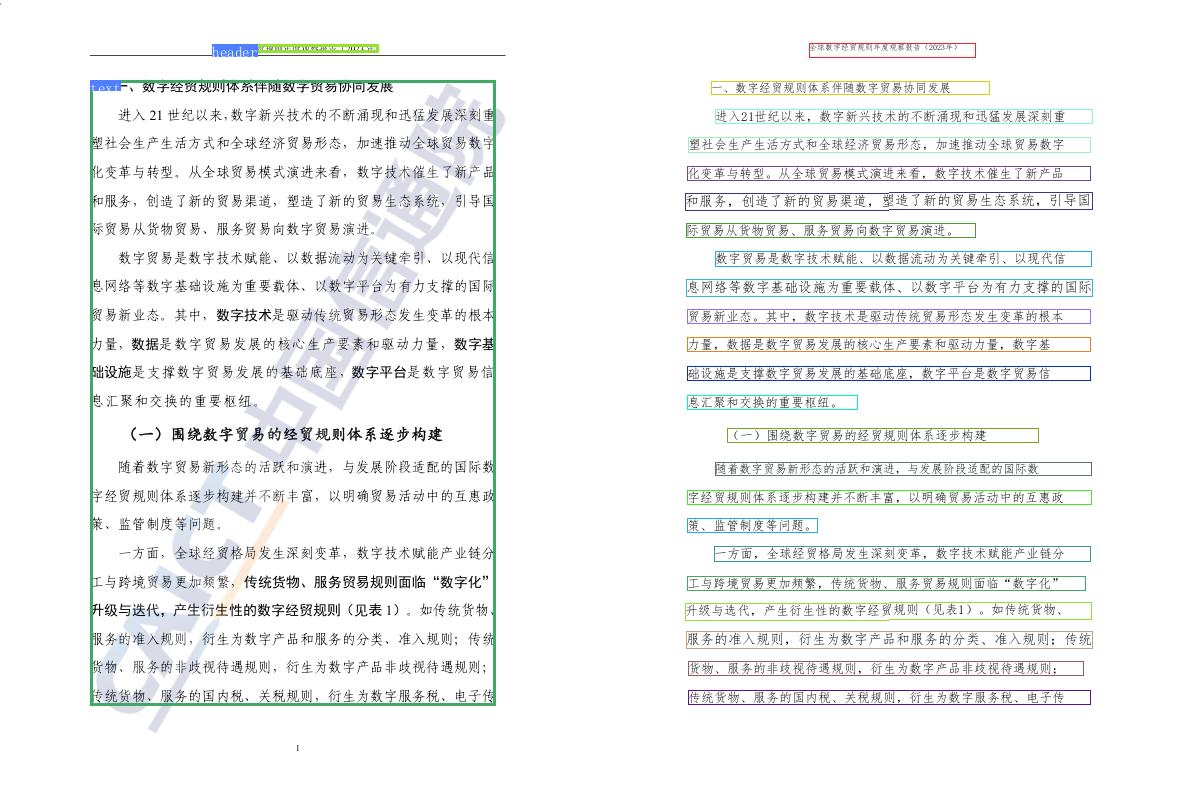 header
text
一、数字经贸规则体系伴随数字贸易协同发展
进入 21 世纪以来,数字新兴技术的不断涌现和迅猛发展深刻重
塑社会生产生活方式和全球经济贸易形态，加速推动全球贸易数字
化变革与转型。从全球贸易模式演进来看，数字技术催生了新产品
和服务，创造了新的贸易渠道，塑造了新的贸易生态系统，引导国
际贸易从货物贸易、服务贸易向数字贸易演进。
数字贸易是数字技术赋能、以数据流动为关键牵引、以现代信
息网络等数字基础设施为重要载体、以数字平台为有力支撑的国际
贸易新业态。其中，数字技术是驱动传统贸易形态发生变革的根本
力量，数据是数字贸易发展的核心生产要素和驱动力量，数字基
础设施是支撑数字贸易发展的基础底座，数字平台是数字贸易信
息汇聚和交换的重要枢纽。
（一）围绕数字贸易的经贸规则体系逐步构建
随着数字贸易新形态的活跃和演进，与发展阶段适配的国际数
字经贸规则体系逐步构建并不断丰富，以明确贸易活动中的互惠政
策、监管制度等问题。
一方面，全球经贸格局发生深刻变革，数字技术赋能产业链分
工与跨境贸易更加频繁，传统货物、服务贸易规则面临“数字化”
升级与迭代，产生衍生性的数字经贸规则（见表 1）。如传统货物、
服务的准入规则，衍生为数字产品和服务的分类、准入规则；传统
货物、服务的非歧视待遇规则，衍生为数字产品非歧视待遇规则；
传统货物、服务的国内税、关税规则，衍生为数字服务税、电子传
CAICT 中国信通院
1
全球数字经贸规则年度观察报告（2023年）
一、数字经贸规则体系伴随数字贸易协同发展
进入21世纪以来，数字新兴技术的不断涌现和迅猛发展深刻重
塑社会生产生活方式和全球经济贸易形态，加速推动全球贸易数字
化变革与转型。从全球贸易模式演进来看，数字技术催生了新产品
和服务，创造了新的贸易渠道，塑造了新的贸易生态系统，引导国
际贸易从货物贸易、服务贸易向数字贸易演进。
数字贸易是数字技术赋能、以数据流动为关键牵引、以现代信
息网络等数字基础设施为重要载体、以数字平台为有力支撑的国际
贸易新业态。其中，数字技术是驱动传统贸易形态发生变革的根本
力量，数据是数字贸易发展的核心生产要素和驱动力量，数字基
础设施是支撑数字贸易发展的基础底座，数字平台是数字贸易信
息汇聚和交换的重要枢纽。
（一）围绕数字贸易的经贸规则体系逐步构建
随着数字贸易新形态的活跃和演进，与发展阶段适配的国际数
字经贸规则体系逐步构建并不断丰富，以明确贸易活动中的互惠政
策、监管制度等问题。
一方面，全球经贸格局发生深刻变革，数字技术赋能产业链分
工与跨境贸易更加频繁，传统货物、服务贸易规则面临“数字化”
升级与迭代，产生衍生性的数字经贸规则（见表1）。如传统货物、
服务的准入规则，衍生为数字产品和服务的分类、准入规则；传统
货物、服务的非歧视待遇规则，衍生为数字产品非歧视待遇规则；
传统货物、服务的国内税、关税规则，衍生为数字服务税、电子传